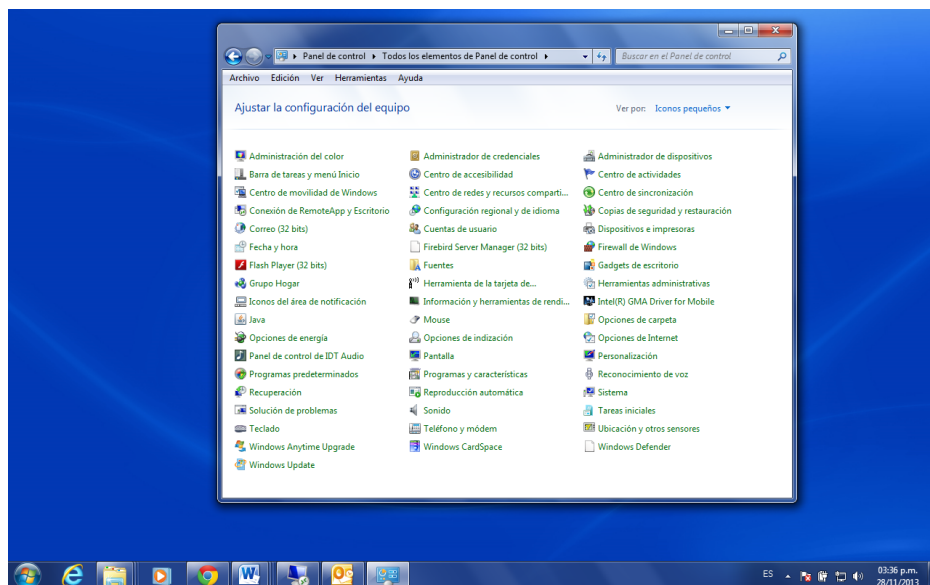 Panel de control Todos los elementos de Panel de control Buscar en el Panel de control
Archivo Edición Ver Herramientas Ayuda
Ajustar la configuración del equipo Ver por: Iconos pequeños
Administración del color Administrador de credenciales Administrador de dispositivos
Barra de tareas y menú Inicio Centro de accesibilidad Centro de actividades
Centro de movilidad de Windows Centro de redes y recursos comparti... Centro de sincronización
Conexión de RemoteApp y Escritorio Configuración regional y de idioma Copias de seguridad y restauración
Correo (32 bits) Cuentas de usuario Dispositivos e impresoras
Fecha y hora Firebird Server Manager (32 bits) Firewall de Windows
Flash Player (32 bits) Fuentes Gadgets de escritorio
Grupo Hogar Herramienta de la tarjeta de... Herramientas administrativas
Iconos del área de notificación Información y herramientas de rendi... Intel(R) GMA Driver for Mobile
Java Mouse Opciones de carpeta
Opciones de energía Opciones de indización Opciones de Internet
Panel de control de IDT Audio Pantalla Personalización
Programas predeterminados Programas y características Reconocimiento de voz
Recuperación Reproducción automática Sistema
Solución de problemas Sonido Tareas iniciales
Teclado Teléfono y módem Ubicación y otros sensores
Windows Anytime Upgrade Windows CardSpace Windows Defender
Windows Update
ES 03:36 p.m.
28/11/2013